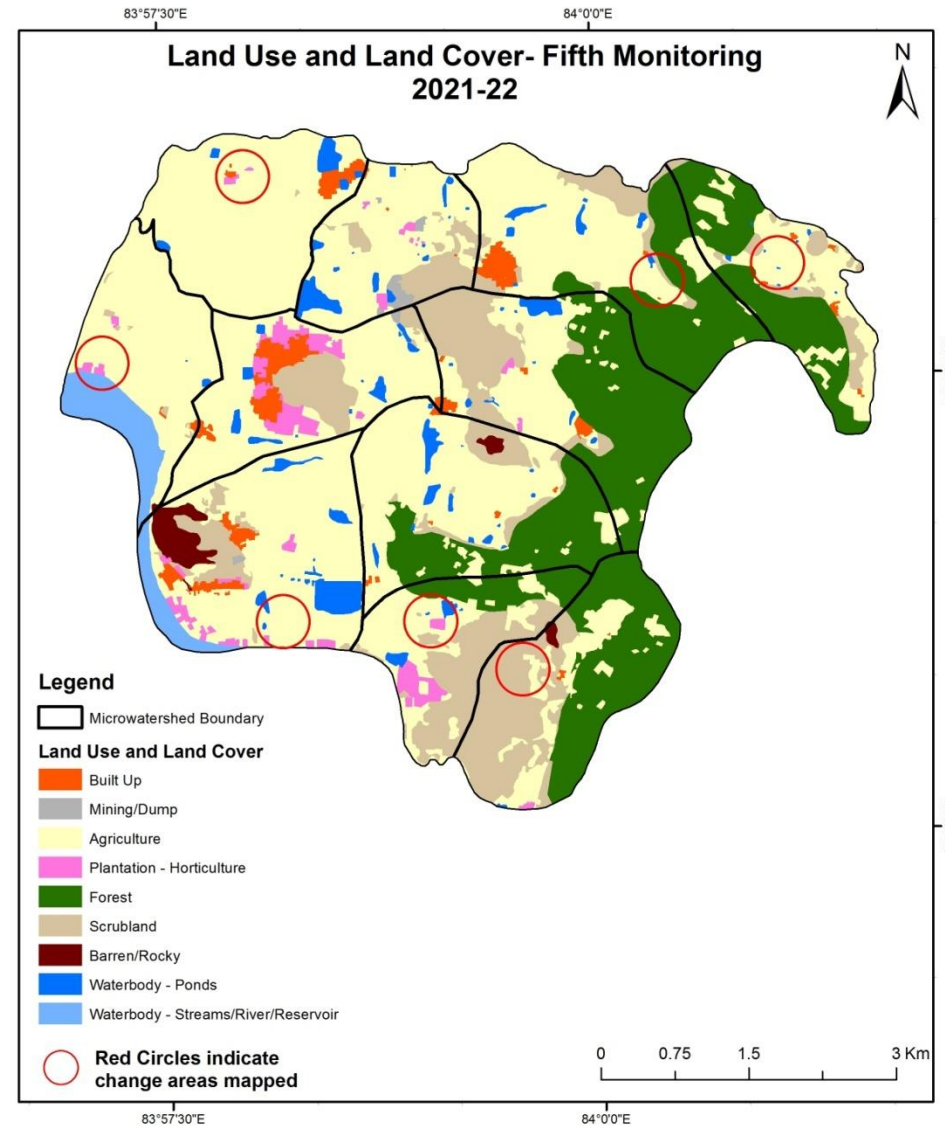 83°57'30"E
84°0'0"E
Land Use and Land Cover- Fifth Monitoring
2021-22
N
Legend
Microwatershed Boundary
Land Use and Land Cover
Built Up
Mining/Dump
Agriculture
Plantation - Horticulture
Forest
Scrubland
Barren/Rocky
Waterbody - Ponds
Waterbody - Streams/River/Reservoir
Red Circles indicate
change areas mapped
0 0.75 1.5 3 Km
83°57'30"E
84°0'0"E